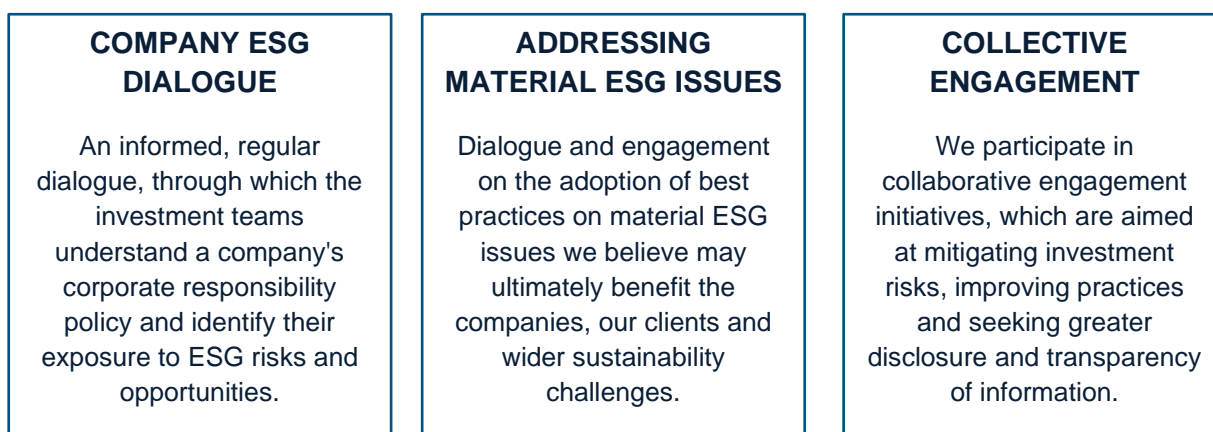 COMPANY ESG
DIALOGUE
An informed, regular
dialogue, through which the
investment teams
understand a company's
corporate responsibility
policy and identify their
exposure to ESG risks and
opportunities.
ADDRESSING
MATERIAL ESG ISSUES
Dialogue and engagement
on the adoption of best
practices on material ESG
issues we believe may
ultimately benefit the
companies, our clients and
wider sustainability
challenges.
COLLECTIVE
ENGAGEMENT
We participate in
collaborative engagement
initiatives, which are aimed
at mitigating investment
risks, improving practices
and seeking greater
disclosure and transparency
of information.